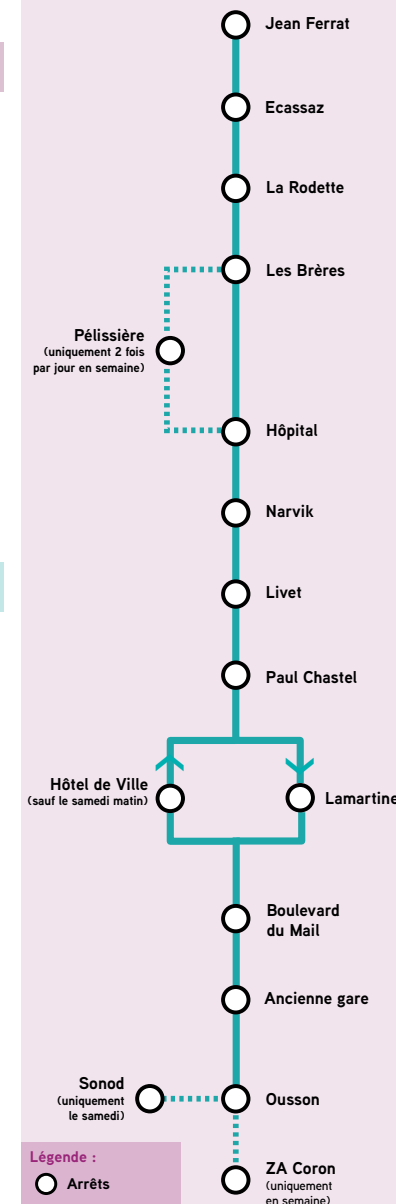 Jean Ferrat
Ecassaz
La Rodette
Les Brères
Pélissière
(uniquement 2 fois
par jour en semaine)
Hôpital
Narvik
Livet
Paul Chastel
Hôtel de Ville
(sauf le samedi matin)
Lamartine
Boulevard
du Mail
Ancienne gare
Sonod
(uniquement
le samedi)
Ousson
ZA Coron
(uniquement
en semaine)
Légende :
Arrêts